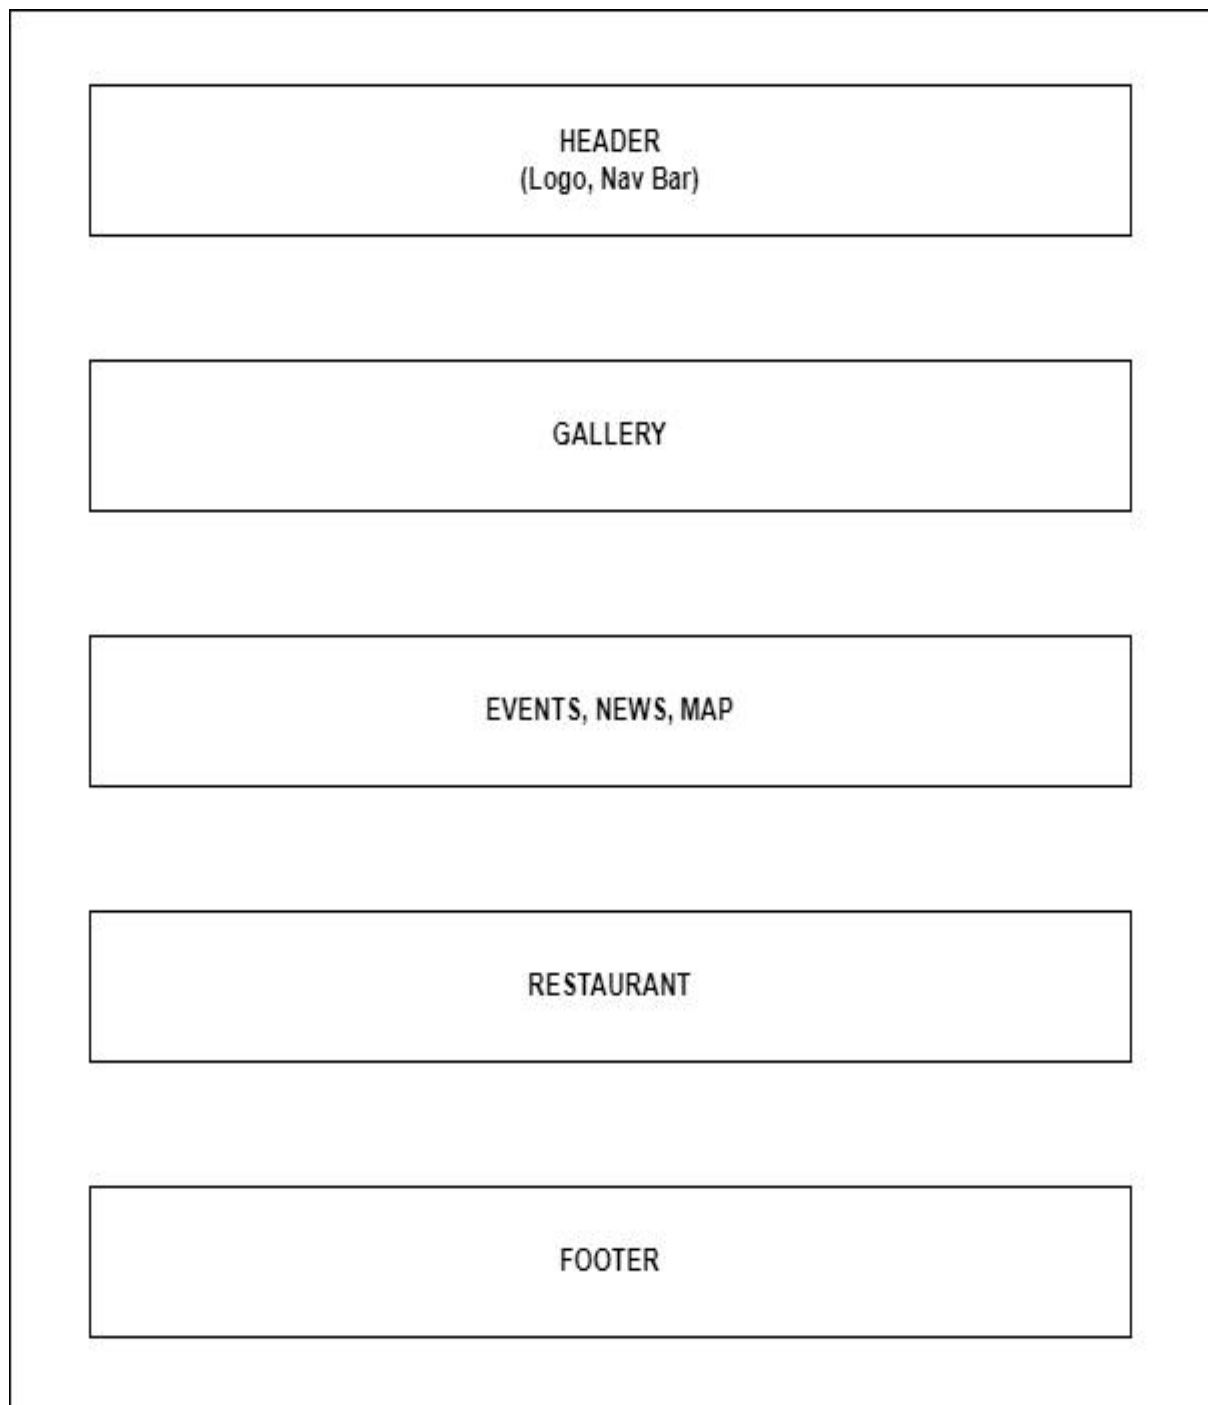 HEADER
(Logo, Nav Bar)
GALLERY
EVENTS, NEWS, MAP
RESTAURANT
FOOTER